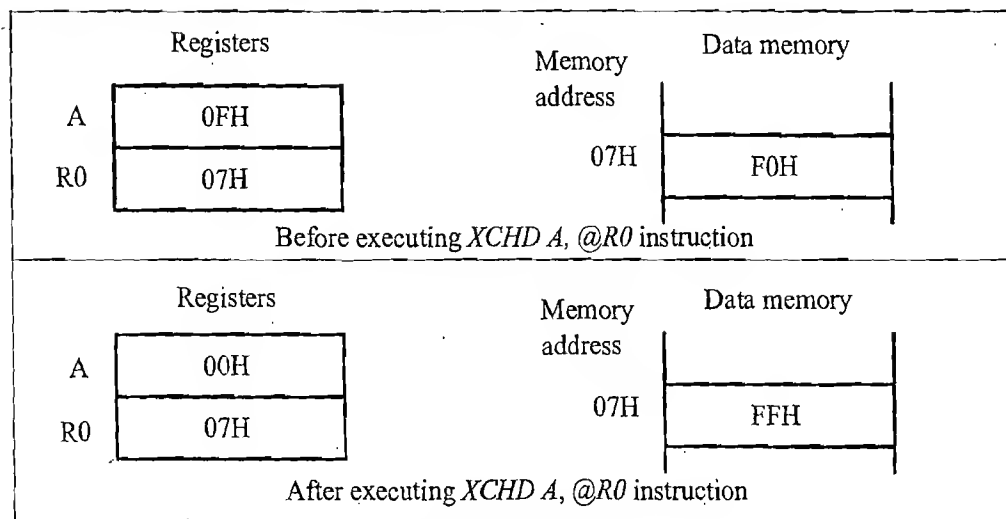 Registers
Memory address
Data memory
A
0FH
R0
07H
07H
F0H
Before executing XCHD A, @R0 instruction
Registers
Memory address
Data memory
A
00H
R0
07H
07H
FFH
After executing XCHD A, @R0 instruction